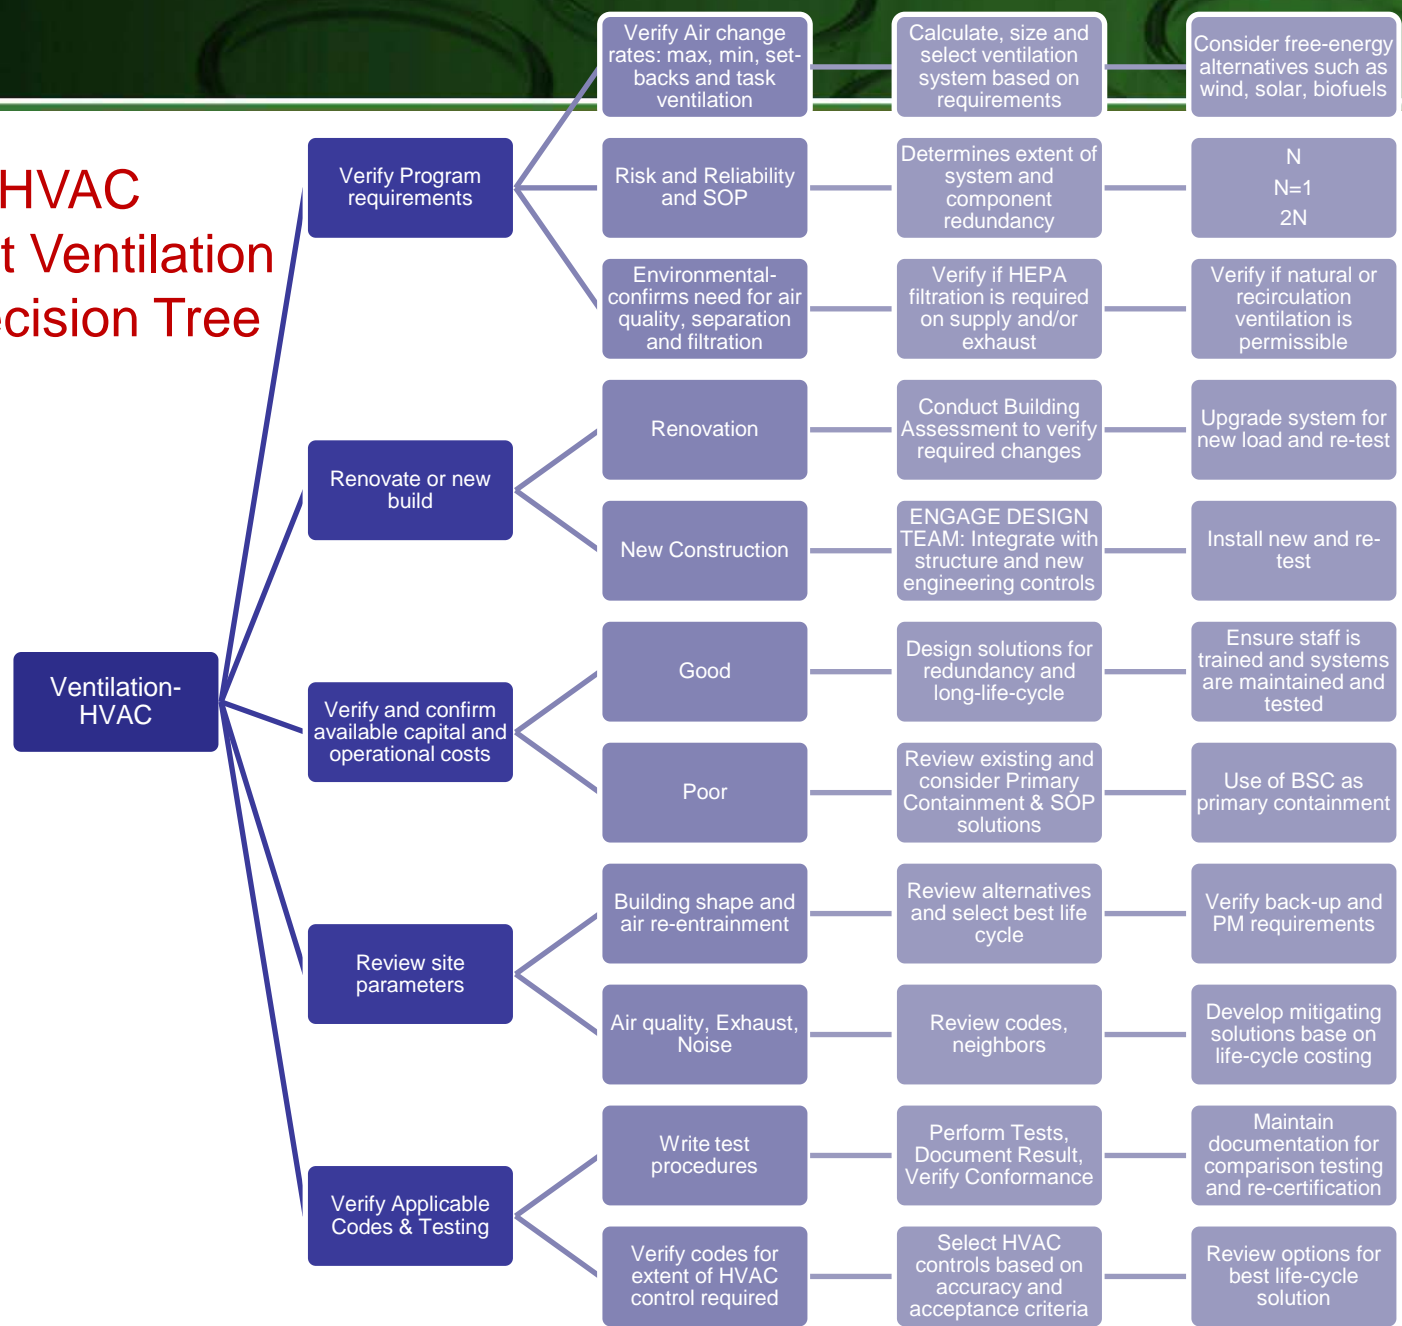 HVAC
t Ventilation
cision Tree
Ventilation-
HVAC
Verify Program
requirements
Verify Air change
rates: max, min, set-
backs and task
ventilation
Calculate, size and
select ventilation
system based on
requirements
Consider free-energy
alternatives such as
wind, solar, biofuels
Risk and Reliability
and SOP
Determines extent of
system and
component
redundancy
N
N=1
2N
Environmental-
confirms need for air
quality, separation
and filtration
Verify if HEPA
filtration is required
on supply and/or
exhaust
Verify if natural or
recirculation
ventilation is
permissible
Renovate or new
build
Renovation
Conduct Building
Assessment to verify
required changes
Upgrade system for
new load and re-test
New Construction
ENGAGE DESIGN
TEAM: Integrate with
structure and new
engineering controls
Install new and re-
test
Verify and confirm
available capital and
operational costs
Good
Design solutions for
redundancy and
long-life-cycle
Ensure staff is
trained and systems
are maintained and
tested
Poor
Review existing and
consider Primary
Containment & SOP
solutions
Use of BSC as
primary containment
Review site
parameters
Building shape and
air re-entrainment
Review alternatives
and select best life
cycle
Verify back-up and
PM requirements
Air quality, Exhaust,
Noise
Review codes,
neighbors
Develop mitigating
solutions base on
life-cycle costing
Verify Applicable
Codes & Testing
Write test
procedures
Perform Tests,
Document Result,
Verify Conformance
Maintain
documentation for
comparison testing
and re-certification
Verify codes for
extent of HVAC
control required
Select HVAC
controls based on
accuracy and
acceptance criteria
Review options for
best life-cycle
solution